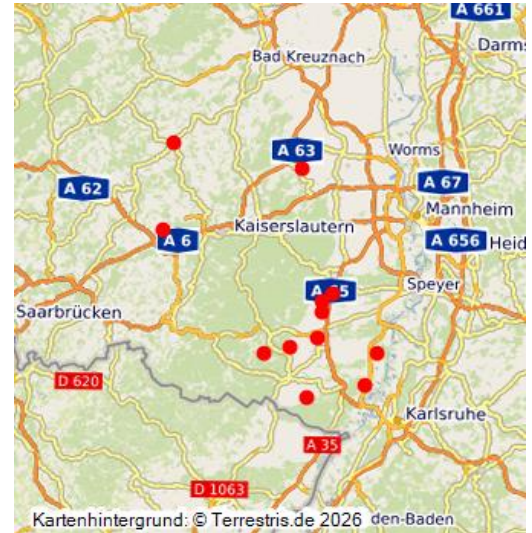 A 661
Bad Kreuznach
Darms
A 63
Worms
A 62
A 67
Mannheim
Kaiserslautern
A 6
A 656
Heid
Speyer
Saarbrücken
D 620
Karlsruhe
A 35
D 1063
Kartenhintergrund: © Terrestris.de 2026
den-Baden